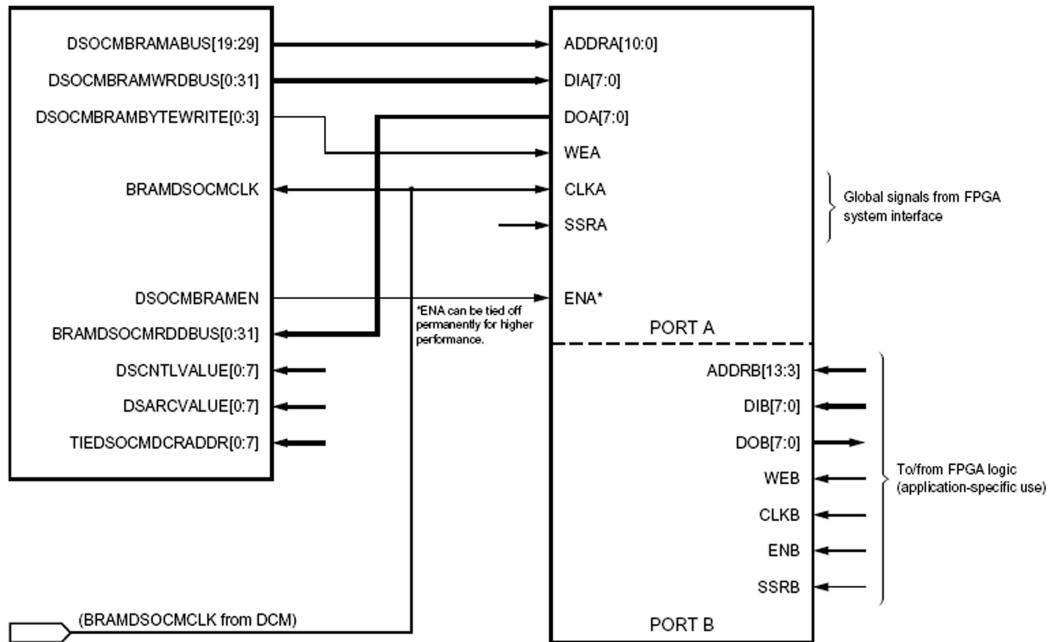 DSOCMBRAMABUS[19:29]
DSOCMBRAMWRDBUS[0:31]
DSOCMBRAMBYTEWRITE[0:3]
BRAMDSOCMCLK
DSOCMBRAMEN
BRAMDSOCMRDDBUS[0:31]
DSCNTLVALUE[0:7]
DSARCVALUE[0:7]
TIEDSOCMDCRADDR[0:7]
(BRAMDSOCMCLK from DCM)
*ENA can be tied off
permanently for higher
performance.
ADDRA[10:0]
DIA[7:0]
DOA[7:0]
WEA
CLKA
SSRA
ENA*
PORT A
ADDRB[13:3]
DIB[7:0]
DOB[7:0]
WEB
CLKB
ENB
SSRB
PORT B
Global signals from FPGA
system interface
To/from FPGA logic
(application-specific use)